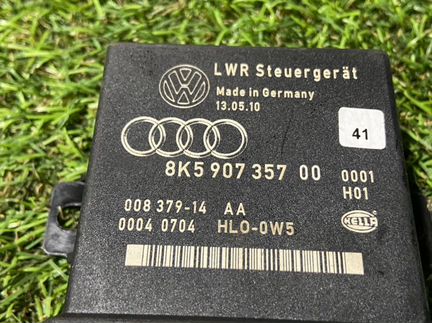 LWR Steuergerät
Made in Germany
13.05.10
41
8K5 907 357 00 0001
H01
008 379-14 AA
0004 0704 HLO-0W5
HELLA